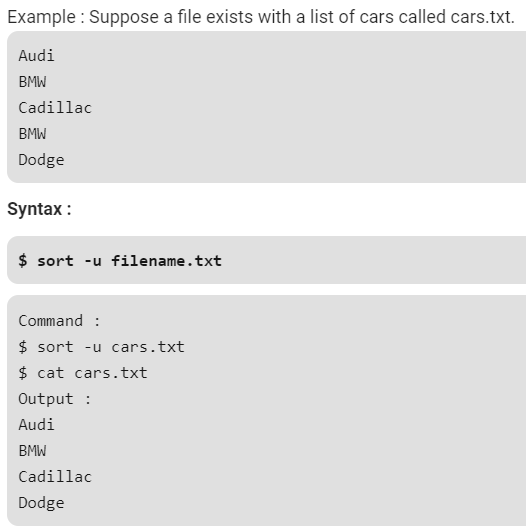 Example : Suppose a file exists with a list of cars called cars.txt.
Audi
BMW
Cadillac
BMW
Dodge
Syntax :
$ sort -u filename.txt
Command :
$ sort -u cars.txt
$ cat cars.txt
Output :
Audi
BMW
Cadillac
Dodge